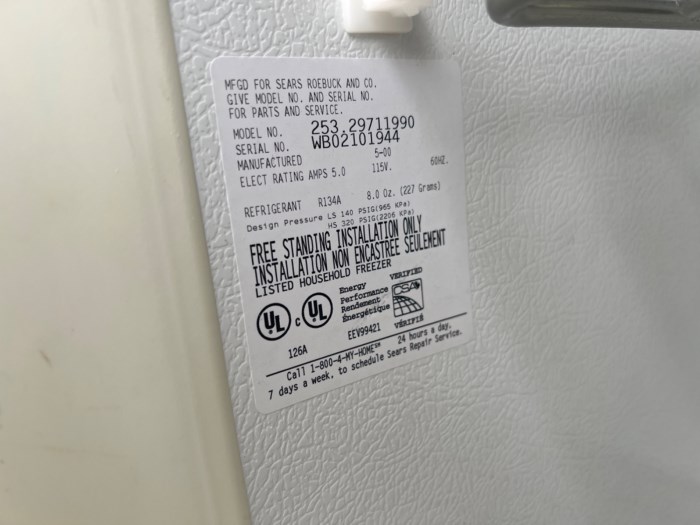 MFGD FOR SEARS ROEBUCK AND CO.
GIVE MODEL NO. AND SERIAL NO.
FOR PARTS AND SERVICE.
MODEL NO. 253.29711990
SERIAL NO. WB02101944
MANUFACTURED 5-00
ELECT RATING AMPS 5.0 115V. 60HZ.
REFRIGERANT R134A 8.0 Oz. (227 Grams)
Design Pressure LS 140 PSIG(965 KPa)
HS 320 PSIG(2206 KPa)
FREE STANDING INSTALLATION ONLY
INSTALLATION NON ENCASTREE SEULEMENT
LISTED HOUSEHOLD FREEZER
UL C UL
Energy
Performance
Rendement
Énergétique
VERIFIED
CSA
VÉRIFIÉ
126A EEV99421
Call 1-800-4-MY-HOME℠ 24 hours a day,
7 days a week, to schedule Sears Repair Service.